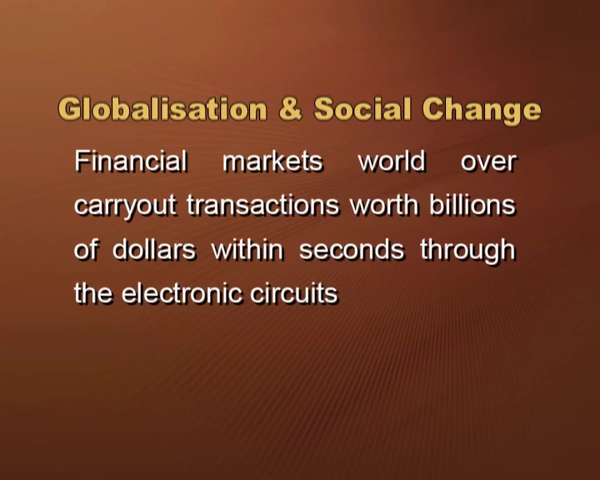 Globalisation & Social Change
Financial markets world over
carryout transactions worth billions
of dollars within seconds through
the electronic circuits